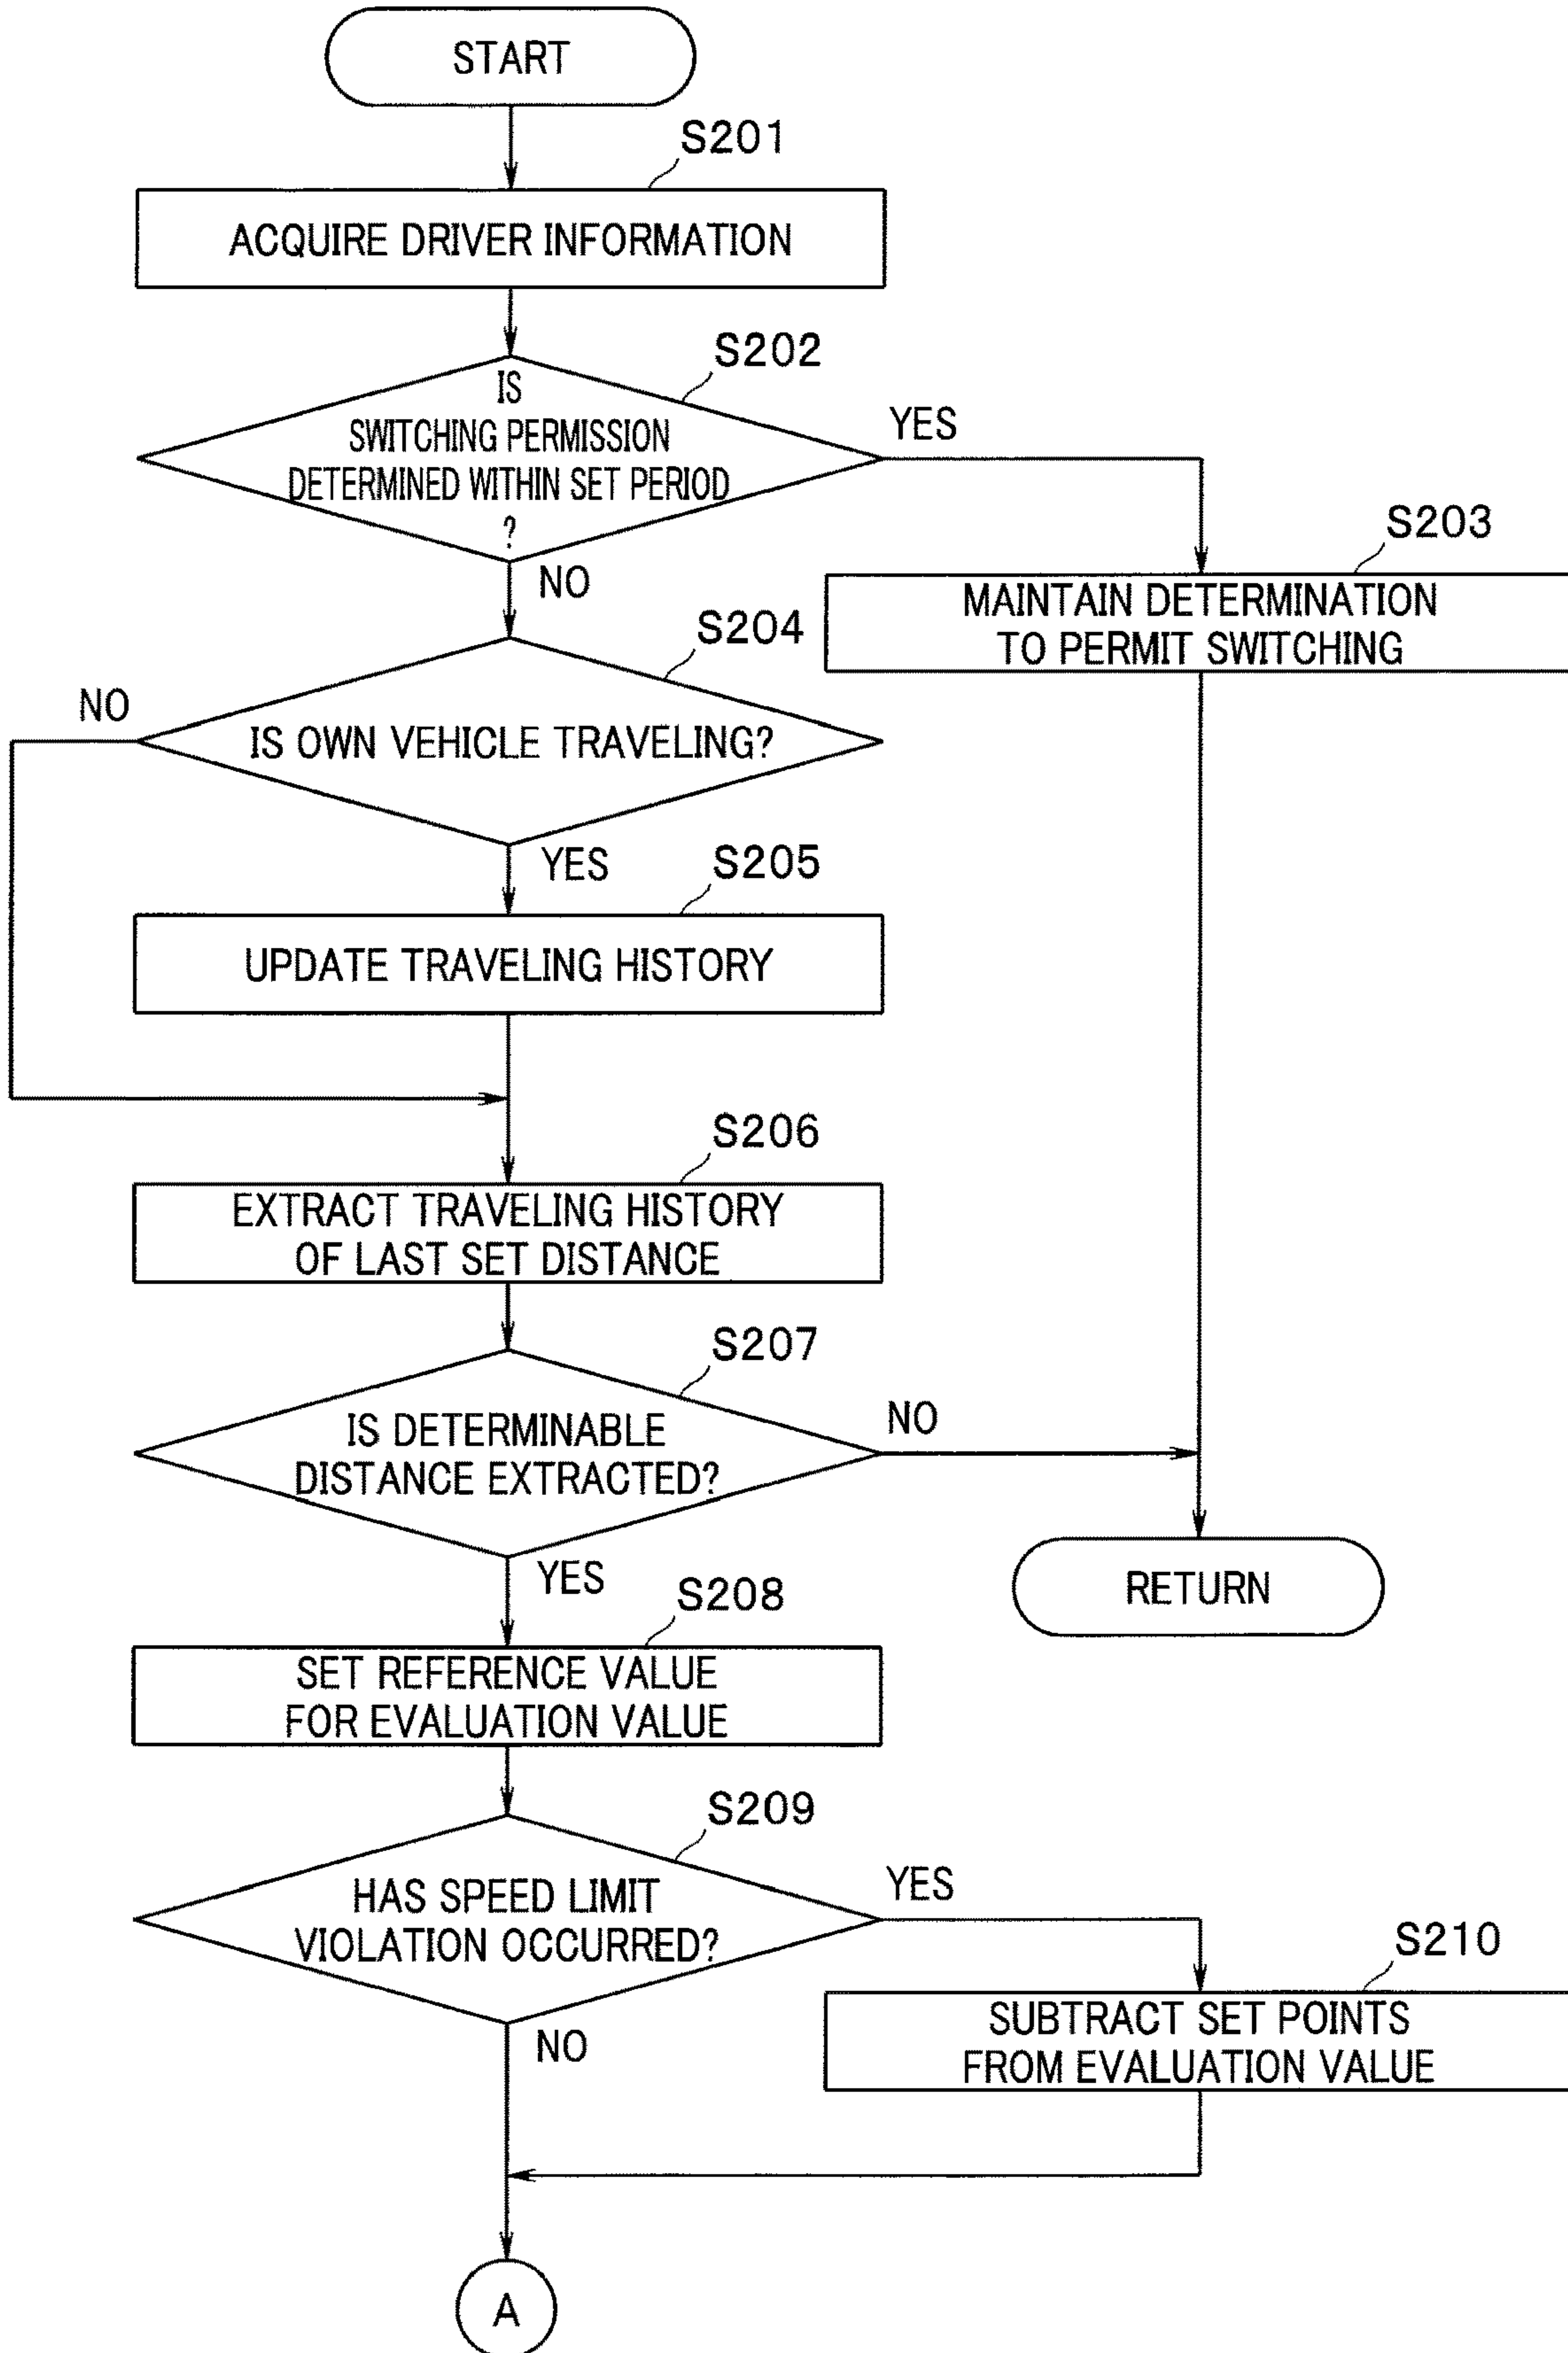 START
S201
ACQUIRE DRIVER INFORMATION
S202
IS
SWITCHING PERMISSION
DETERMINED WITHIN SET PERIOD
?
YES
NO
S203
MAINTAIN DETERMINATION
TO PERMIT SWITCHING
S204
NO
IS OWN VEHICLE TRAVELING?
YES
S205
UPDATE TRAVELING HISTORY
S206
EXTRACT TRAVELING HISTORY
OF LAST SET DISTANCE
S207
IS DETERMINABLE
DISTANCE EXTRACTED?
NO
YES
RETURN
S208
SET REFERENCE VALUE
FOR EVALUATION VALUE
S209
HAS SPEED LIMIT
VIOLATION OCCURRED?
YES
NO
S210
SUBTRACT SET POINTS
FROM EVALUATION VALUE
A